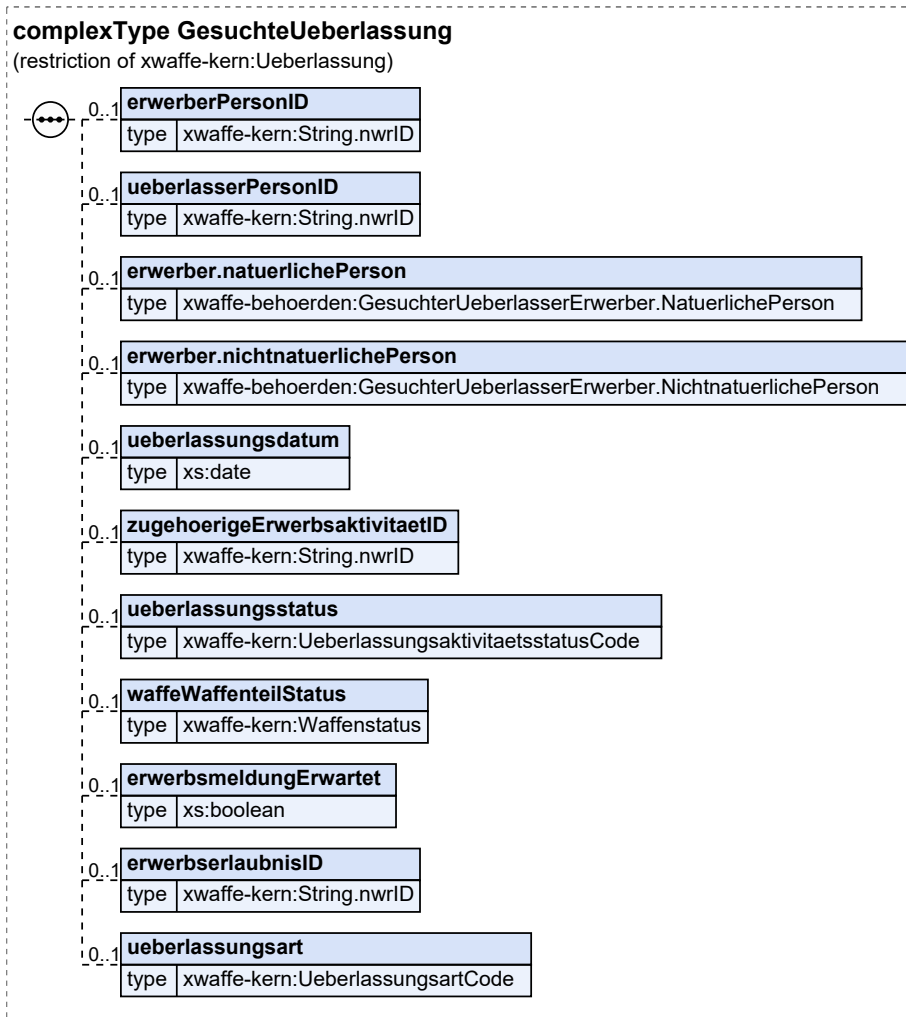 complexType GesuchteUeberlassung
(restriction of xwaffe-kern:Ueberlassung)
0..1 erwerberPersonID
type xwaffe-kern:String.nwrID
0..1 ueberlasserPersonID
type xwaffe-kern:String.nwrID
0..1 erwerber.natuerlichePerson
type xwaffe-behoerden:GesuchterUeberlasserErwerber.NatuerlichePerson
0..1 erwerber.nichtnatuerlichePerson
type xwaffe-behoerden:GesuchterUeberlasserErwerber.NichtnatuerlichePerson
0..1 ueberlassungsdatum
type xs:date
0..1 zugehoerigeErwerbsaktivitaetID
type xwaffe-kern:String.nwrID
0..1 ueberlassungsstatus
type xwaffe-kern:UeberlassungsaktivitaetsstatusCode
0..1 waffeWaffenteilStatus
type xwaffe-kern:Waffenstatus
0..1 erwerbsmeldungErwartet
type xs:boolean
0..1 erwerbserlaubnisID
type xwaffe-kern:String.nwrID
0..1 ueberlassungsart
type xwaffe-kern:UeberlassungsartCode